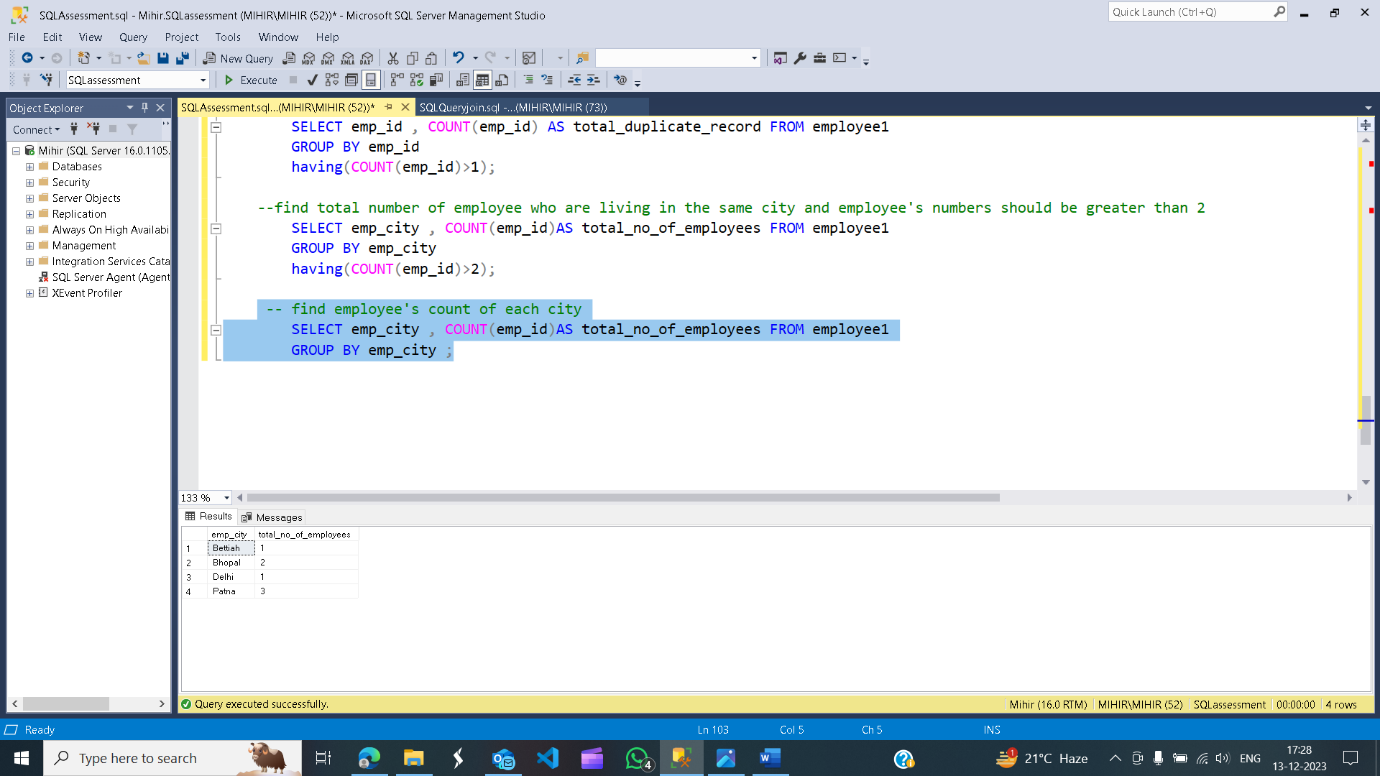 SQLAssessment.sql - Mihir.SQLassessment (MIHIR\MIHIR (52))* - Microsoft SQL Server Management Studio
Quick Launch (Ctrl+Q)
File Edit View Query Project Tools Window Help
New Query
SQLassessment Execute
Object Explorer
SQLAssessment.sql...(MIHIR\MIHIR (52))* SQLQueryjoin.sql -...(MIHIR\MIHIR (73))
Connect
Mihir (SQL Server 16.0.1105.
Databases
Security
Server Objects
Replication
Always On High Availabi
Management
Integration Services Cata
SQL Server Agent (Agent
XEvent Profiler
SELECT emp_id , COUNT(emp_id) AS total_duplicate_record FROM employee1
GROUP BY emp_id
having(COUNT(emp_id)>1);
--find total number of employee who are living in the same city and employee's numbers should be greater than 2
SELECT emp_city , COUNT(emp_id)AS total_no_of_employees FROM employee1
GROUP BY emp_city
having(COUNT(emp_id)>2);
-- find employee's count of each city
SELECT emp_city , COUNT(emp_id)AS total_no_of_employees FROM employee1
GROUP BY emp_city ;
133 %
Results Messages
emp_city total_no_of_employees
1 Bettiah 1
2 Bhopal 2
3 Delhi 1
4 Patna 3
Query executed successfully. Mihir (16.0 RTM) MIHIR\MIHIR (52) SQLassessment 00:00:00 4 rows
Ready Ln 103 Col 5 Ch 5 INS
Type here to search
4
1
21°C Haze
ENG
17:28
13-12-2023